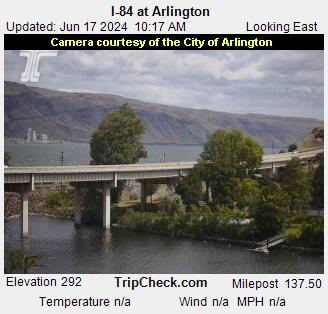 I-84 at Arlington
Updated: Jun 17 2024 10:17 AM Looking East
Camera courtesy of the City of Arlington
Elevation 292 TripCheck.com Milepost 137.50
Temperature n/a Wind n/a MPH n/a